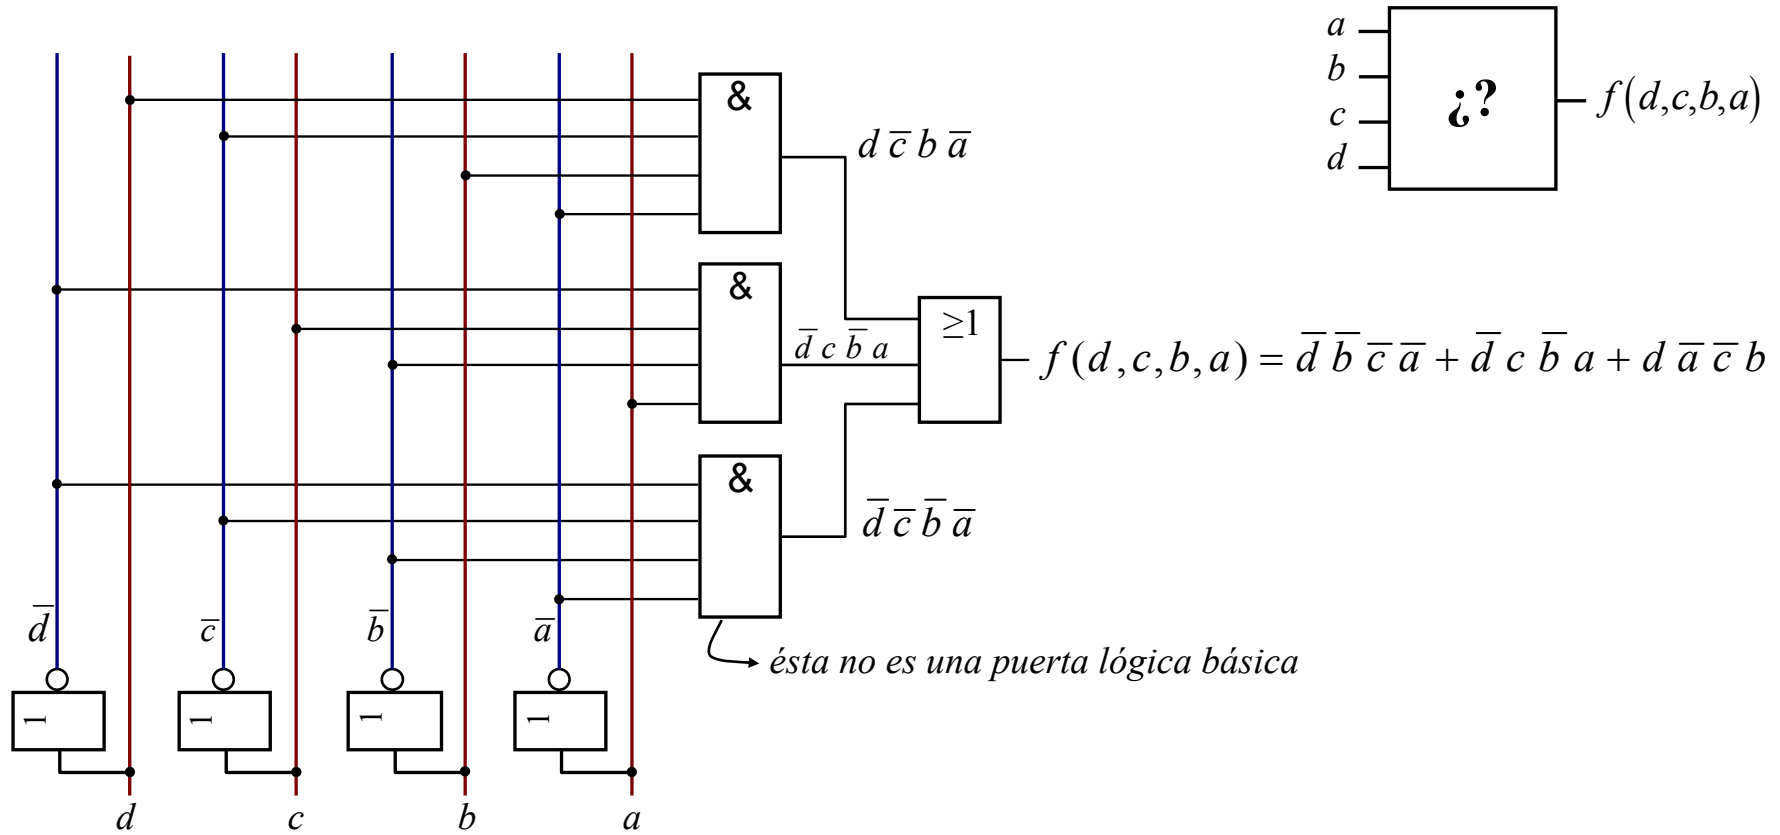 a
b
c
d
¿?
f(d,c,b,a)
&
d c̅ b a̅
&
d̅ c b̅ a
≥1
f(d,c,b,a) = d̅ b̅ c̅ a̅ + d̅ c b̅ a + d a̅ c̅ b
&
d̅ c̅ b̅ a̅
d̅ c̅ b̅ a̅
ésta no es una puerta lógica básica
1 1 1 1
d c b a